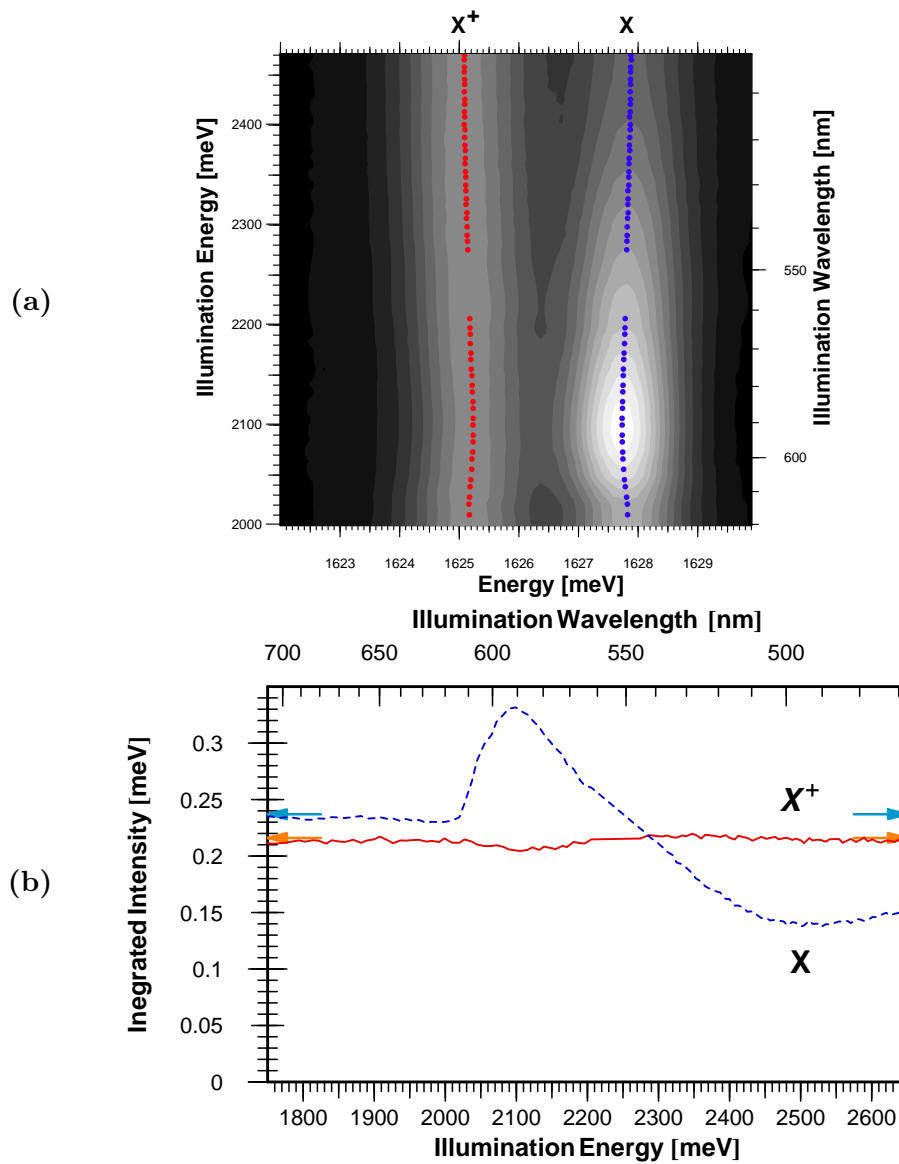 X+ X
Illumination Energy [meV]
2400
2300
2200
2100
2000
550
600
Illumination Wavelength [nm]
(a)
1623 1624 1625 1626 1627 1628 1629
Energy [meV]
Illumination Wavelength [nm]
700 650 600 550 500
Inegrated Intensity [meV]
0.3
0.25
0.2
0.15
0.1
0.05
0
X+
X
(b)
1800 1900 2000 2100 2200 2300 2400 2500 2600
Illumination Energy [meV]